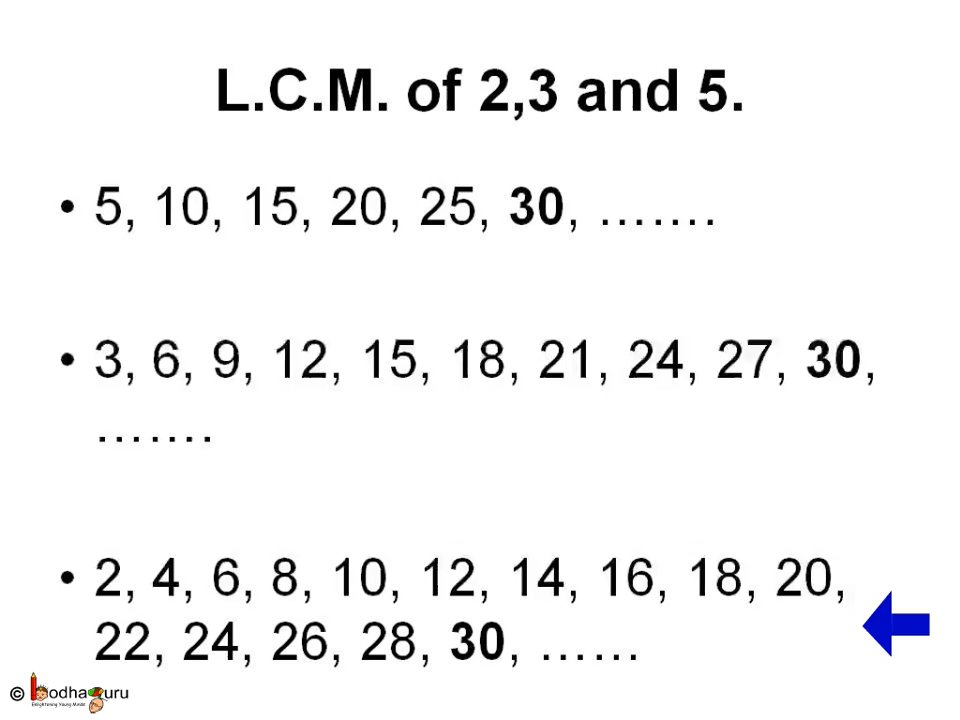 L.C.M. of 2,3 and 5.
• 5, 10, 15, 20, 25, 30, …….
• 3, 6, 9, 12, 15, 18, 21, 24, 27, 30,
…….
• 2, 4, 6, 8, 10, 12, 14, 16, 18, 20,
22, 24, 26, 28, 30, ……
© BodhaGuru
Enlightening Young Minds